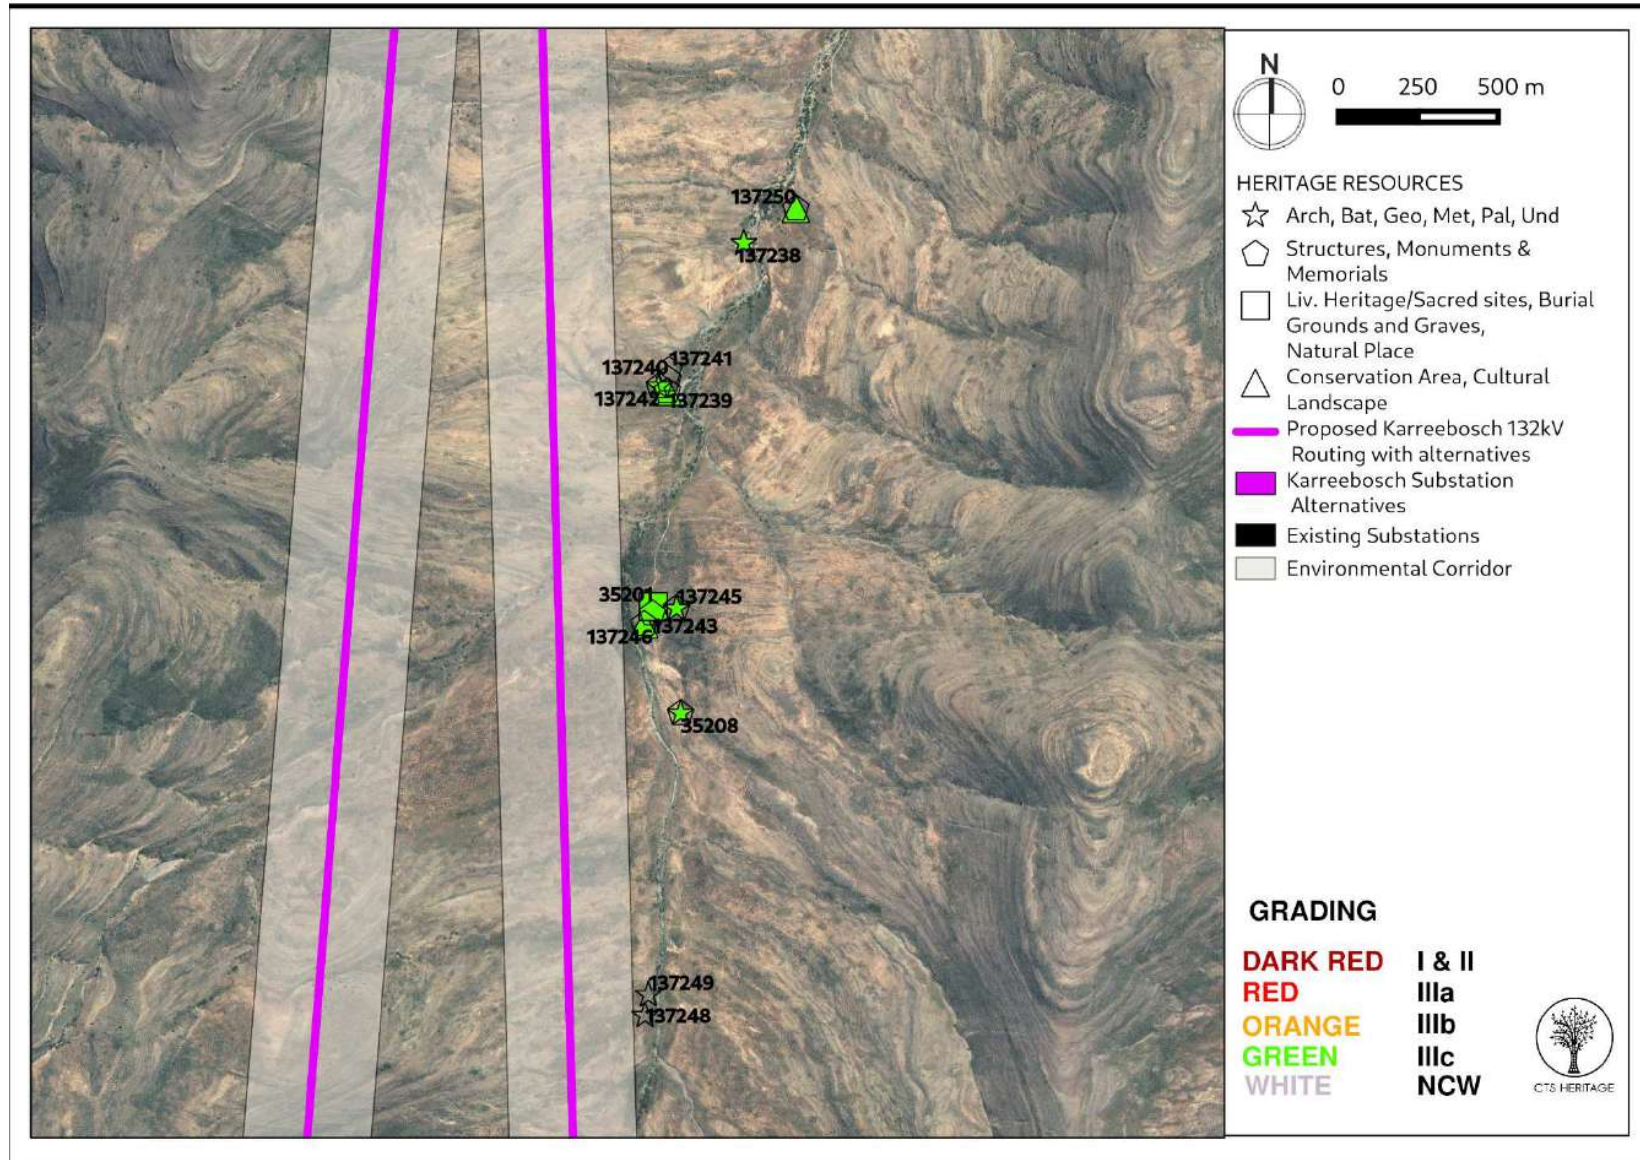 137250
137238
137241
137240
137242
137239
35201
137245
137243
137246
35208
137249
137248
N
0 250 500 m
HERITAGE RESOURCES
Arch, Bat, Geo, Met, Pal, Und
Structures, Monuments &
Memorials
Liv. Heritage/Sacred sites, Burial
Grounds and Graves,
Natural Place
Conservation Area, Cultural
Landscape
Proposed Karreebosch 132kV
Routing with alternatives
Karreebosch Substation
Alternatives
Existing Substations
Environmental Corridor
GRADING
DARK RED I & II
RED IIIa
ORANGE IIIb
GREEN IIIc
WHITE NCW
CTS HERITAGE